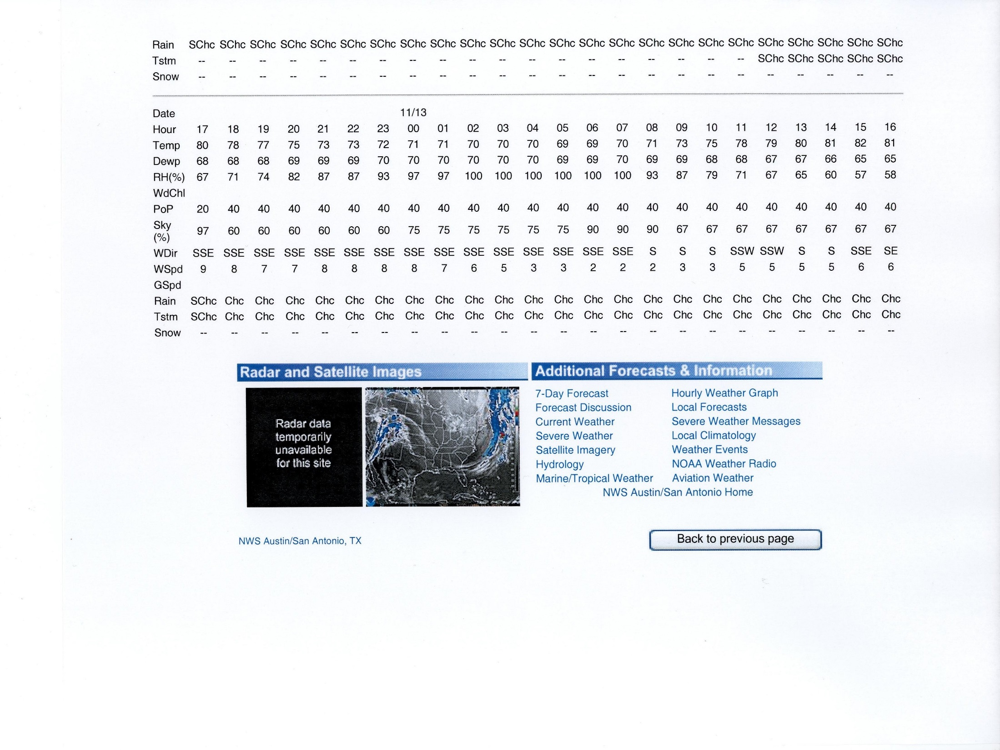 Rain SChc SChc SChc SChc SChc SChc SChc SChc SChc SChc SChc SChc SChc SChc SChc SChc SChc SChc SChc SChc SChc SChc SChc SChc
Tstm -- -- -- -- -- -- -- -- -- -- -- -- -- -- -- -- -- -- -- SChc SChc SChc SChc SChc
Snow -- -- -- -- -- -- -- -- -- -- -- -- -- -- -- -- -- -- -- -- -- -- -- --
Date 11/13
Hour 17 18 19 20 21 22 23 00 01 02 03 04 05 06 07 08 09 10 11 12 13 14 15 16
Temp 80 78 77 75 73 73 72 71 71 70 70 70 69 69 70 71 73 75 78 79 80 81 82 81
Dewp 68 68 68 69 69 69 70 70 70 70 70 70 69 69 70 69 69 68 68 67 67 66 65 65
RH(%) 67 71 74 82 87 87 93 97 97 100 100 100 100 100 100 93 87 79 71 67 65 60 57 58
WdChl
PoP 20 40 40 40 40 40 40 40 40 40 40 40 40 40 40 40 40 40 40 40 40 40 40 40
Sky (%) 97 60 60 60 60 60 60 75 75 75 75 75 75 90 90 90 67 67 67 67 67 67 67 67
WDir SSE SSE SSE SSE SSE SSE SSE SSE SSE SSE SSE SSE SSE SSE SSE S S S SSW SSW S S SSE SE
WSpd 9 8 7 7 8 8 8 8 7 6 5 3 3 2 2 2 3 3 5 5 5 5 6 6
GSpd
Rain SChc Chc Chc Chc Chc Chc Chc Chc Chc Chc Chc Chc Chc Chc Chc Chc Chc Chc Chc Chc Chc Chc Chc Chc
Tstm SChc Chc Chc Chc Chc Chc Chc Chc Chc Chc Chc Chc Chc Chc Chc Chc Chc Chc Chc Chc Chc Chc Chc Chc
Snow -- -- -- -- -- -- -- -- -- -- -- -- -- -- -- -- -- -- -- -- -- -- -- --
Radar and Satellite Images
Radar data
temporarily
unavailable
for this site
Additional Forecasts & Information
7-Day Forecast Hourly Weather Graph
Forecast Discussion Local Forecasts
Current Weather Severe Weather Messages
Severe Weather Local Climatology
Satellite Imagery Weather Events
Hydrology NOAA Weather Radio
Marine/Tropical Weather Aviation Weather
NWS Austin/San Antonio Home
NWS Austin/San Antonio, TX
Back to previous page